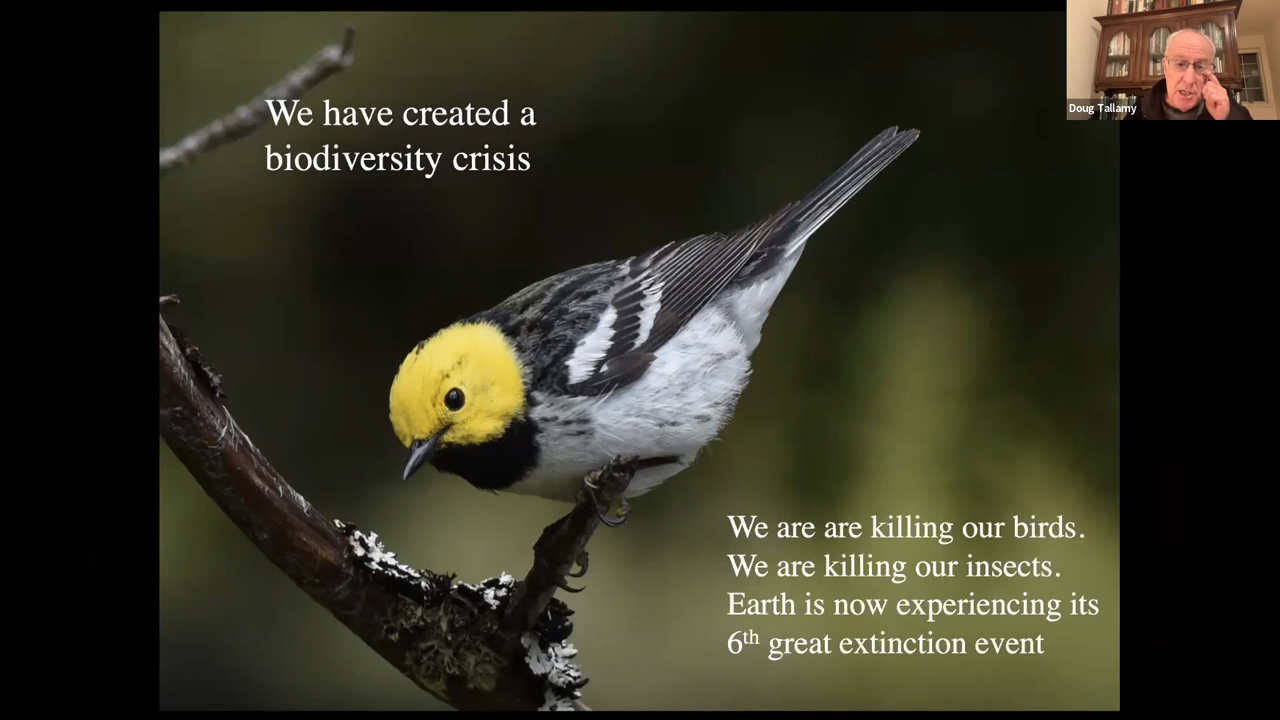 We have created a
biodiversity crisis
Doug Tallamy
We are are killing our birds.
We are killing our insects.
Earth is now experiencing its
6th great extinction event